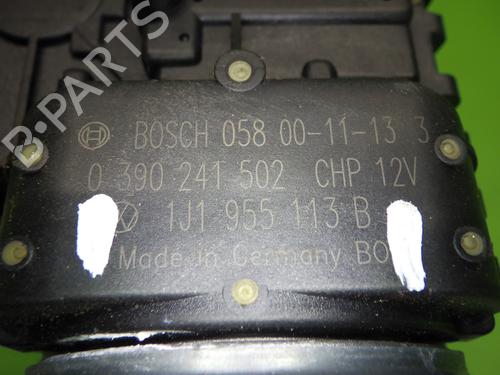 B-PARTS
BOSCH 058 00-11-13 3
0 390 241 502 CHP 12V
1J1 955 113 B
Made in Germany BO